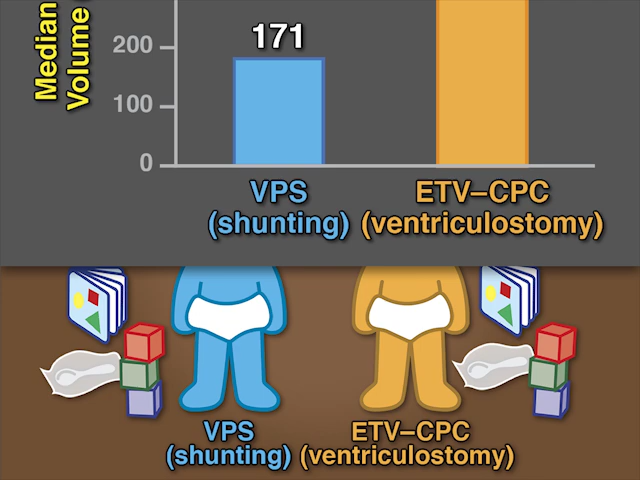 Median
Volume
200
171
100
0
VPS
(shunting)
ETV–CPC
(ventriculostomy)
VPS
(shunting)
ETV–CPC
(ventriculostomy)